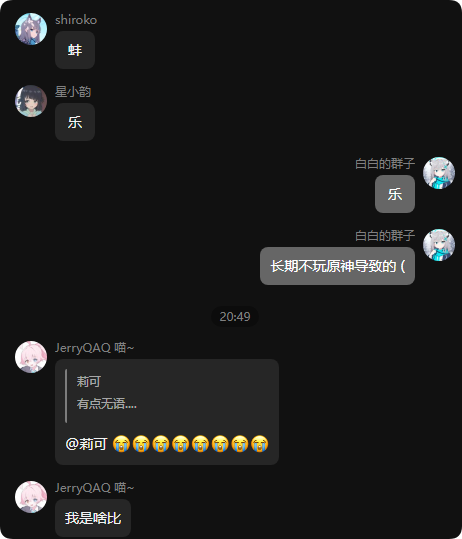 shiroko
蚌
星小韵
乐
白白的群子
乐
白白的群子
长期不玩原神导致的 (
20:49
JerryQAQ 喵~
莉可
有点无语....
@莉可 😭😭😭😭😭😭😭😭
JerryQAQ 喵~
我是啥比